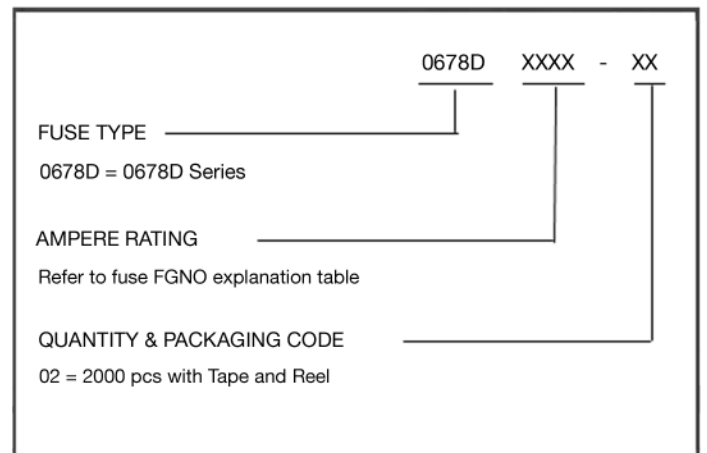 0678D XXXX - XX
FUSE TYPE
0678D = 0678D Series
AMPERE RATING
Refer to fuse FGNO explanation table
QUANTITY & PACKAGING CODE
02 = 2000 pcs with Tape and Reel